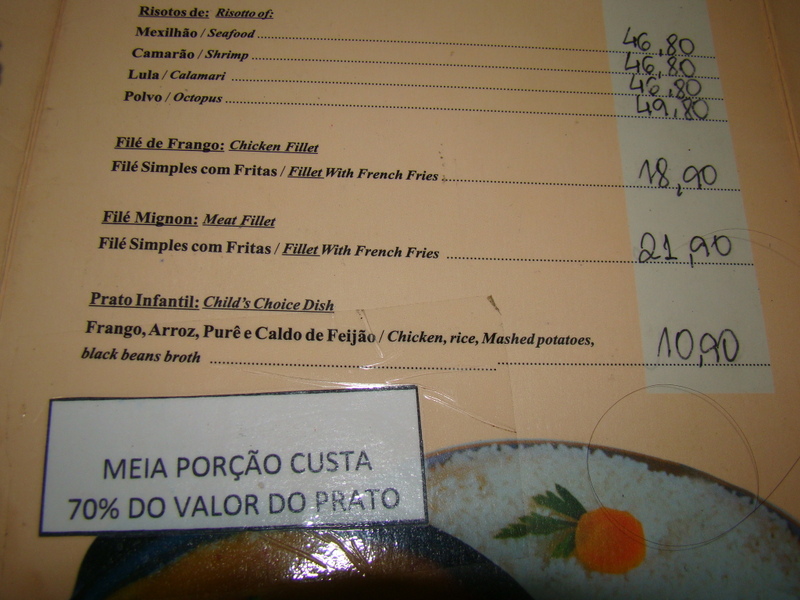 Risotos de: Risotto of:
Mexilhão / Seafood 46,80
Camarão / Shrimp 46,80
Lula / Calamari 46,80
Polvo / Octopus 49,80
Filé de Frango: Chicken Fillet
Filé Simples com Fritas / Fillet With French Fries 18,90
Filé Mignon: Meat Fillet
Filé Simples com Fritas / Fillet With French Fries 21,90
Prato Infantil: Child's Choice Dish
Frango, Arroz, Purê e Caldo de Feijão / Chicken, rice, Mashed potatoes,
black beans broth 10,90
MEIA PORÇÃO CUSTA
70% DO VALOR DO PRATO